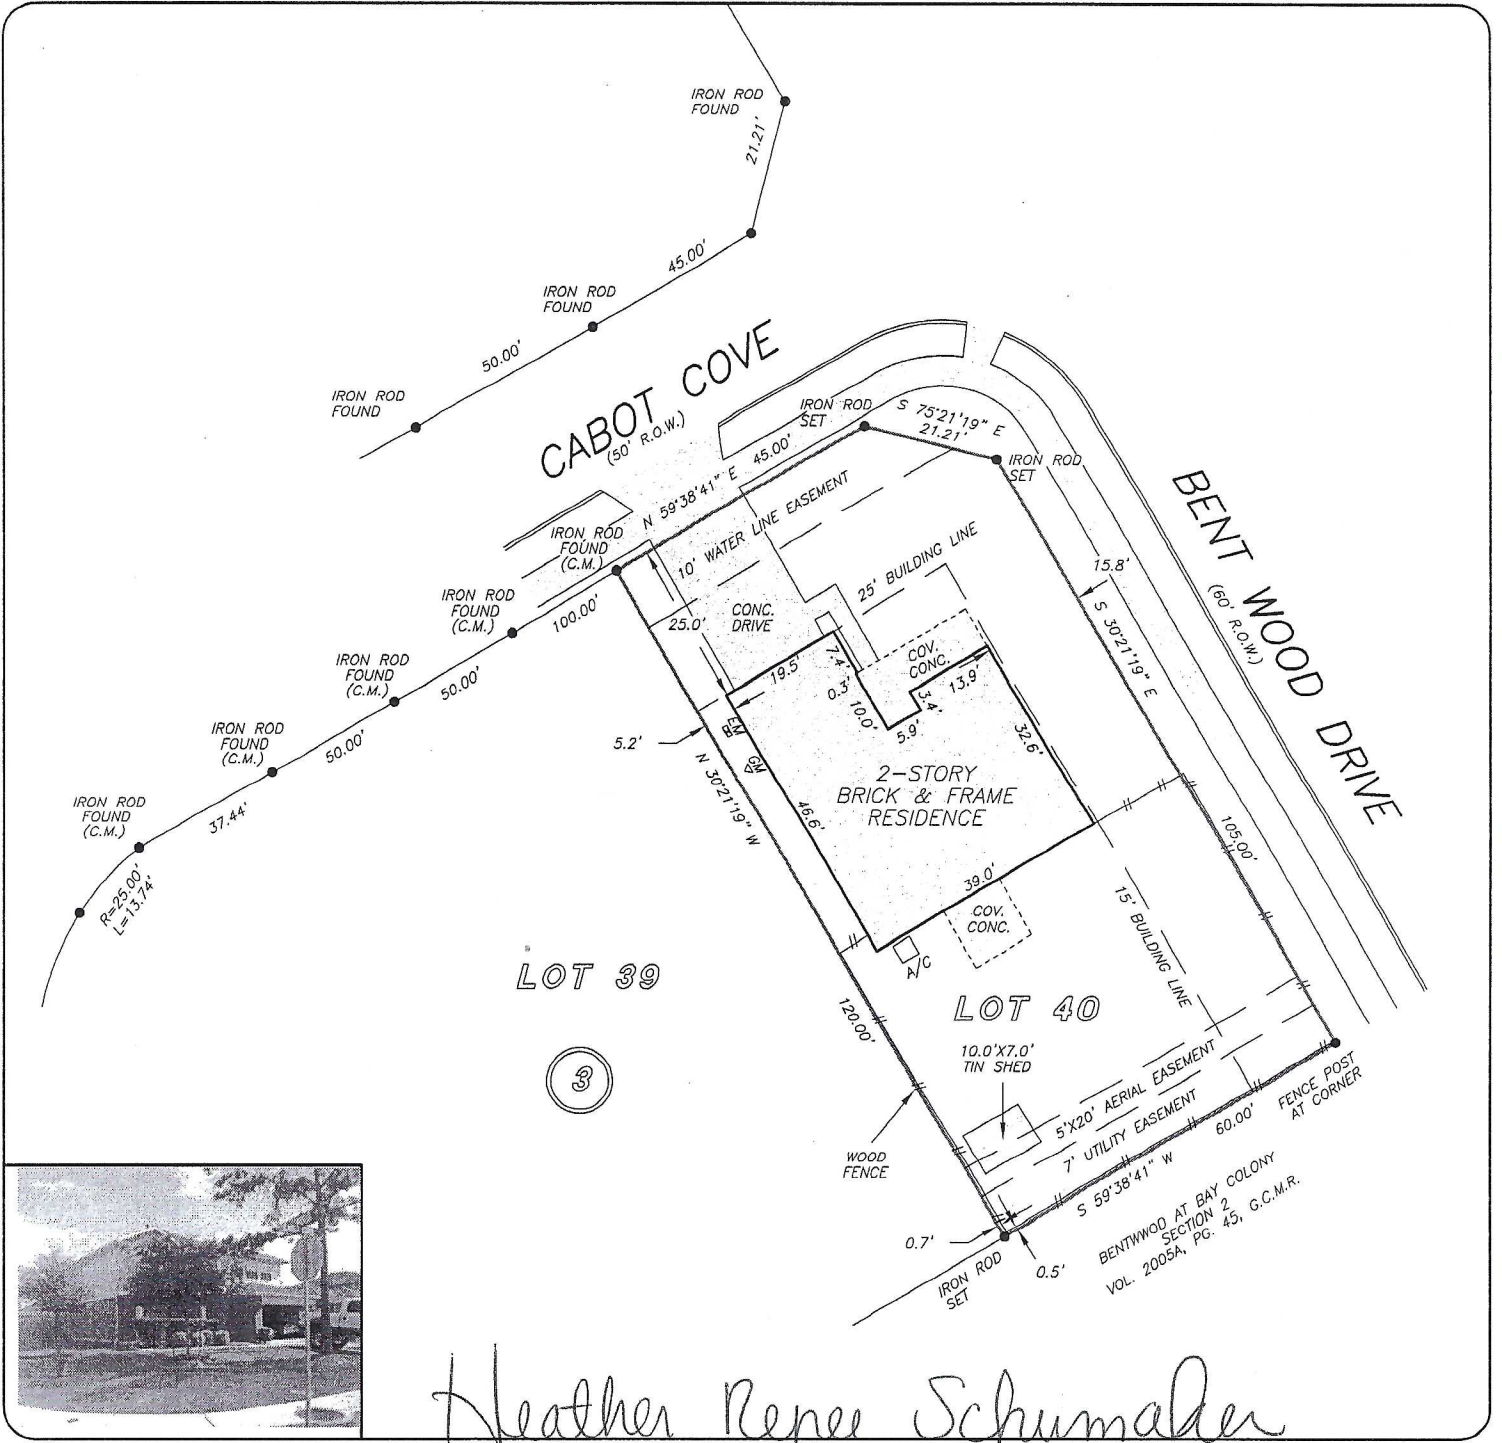 IRON ROD
FOUND
21.21'
45.00'
IRON ROD
FOUND
50.00'
IRON ROD
FOUND
CABOT COVE
(50' R.O.W.)
IRON ROD
SET
S 75°21'19" E
21.21'
IRON ROD
SET
N 59°38'41" E
45.00'
10' WATER LINE EASEMENT
25' BUILDING LINE
BENT WOOD DRIVE
(60' R.O.W.)
15.8'
S 30°21'19" E
105.00'
IRON ROD
FOUND
(C.M.)
100.00'
IRON ROD
FOUND
(C.M.)
50.00'
IRON ROD
FOUND
(C.M.)
50.00'
IRON ROD
FOUND
(C.M.)
37.44'
IRON ROD
FOUND
(C.M.)
R=25.00'
L=13.74'
25.0'
CONC.
DRIVE
19.5'
7.4'
0.3'
10.0'
5.9'
3.4'
13.9'
COV.
CONC.
32.6'
5.2'
EM
GM
N 30°21'19" W
46.6'
2-STORY
BRICK & FRAME
RESIDENCE
39.0'
COV.
CONC.
A/C
15' BUILDING LINE
120.00'
LOT 39
3
LOT 40
10.0'X7.0'
TIN SHED
5'X20' AERIAL EASEMENT
7' UTILITY EASEMENT
S 59°38'41" W
60.00'
FENCE POST
AT CORNER
WOOD
FENCE
0.7'
0.5'
IRON ROD
SET
BENTWWOD AT BAY COLONY
SECTION 2
VOL. 2005A, PG. 45, G.C.M.R.
Heather Renee Schumaker